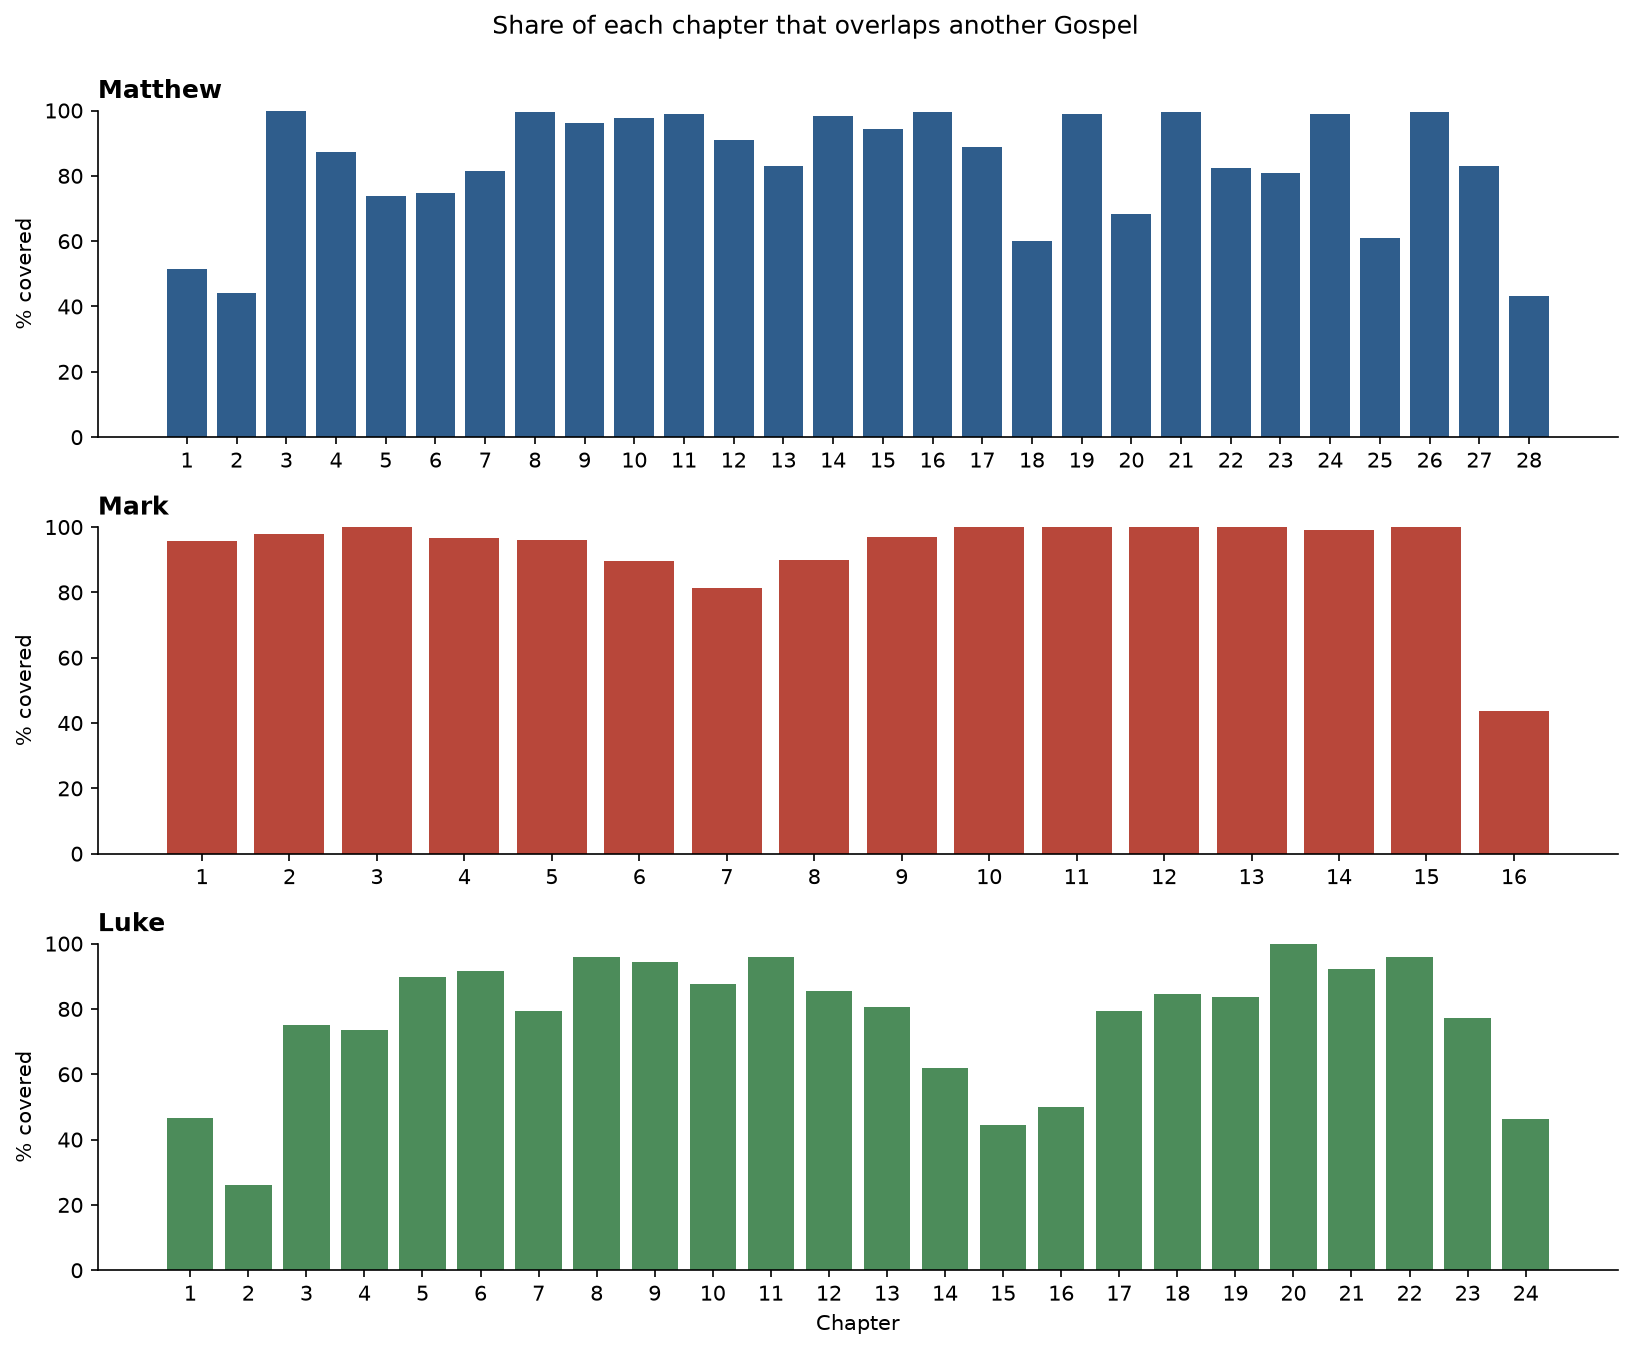 Share of each chapter that overlaps another Gospel
Matthew
100
80
60
40
20
0
% covered
1 2 3 4 5 6 7 8 9 10 11 12 13 14 15 16 17 18 19 20 21 22 23 24 25 26 27 28
Mark
100
80
60
40
20
0
% covered
1 2 3 4 5 6 7 8 9 10 11 12 13 14 15 16
Luke
100
80
60
40
20
0
% covered
1 2 3 4 5 6 7 8 9 10 11 12 13 14 15 16 17 18 19 20 21 22 23 24
Chapter